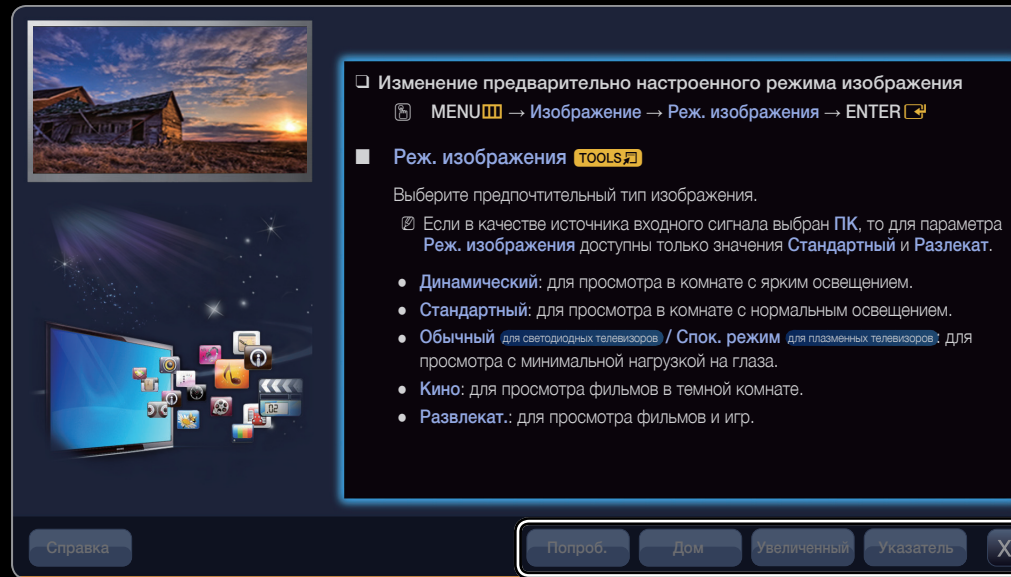 ❑ Изменение предварительно настроенного режима изображения
MENU → Изображение → Реж. изображения → ENTER
■ Реж. изображения TOOLS
Выберите предпочтительный тип изображения.
Если в качестве источника входного сигнала выбран ПК, то для параметра
Реж. изображения доступны только значения Стандартный и Разлекат.
● Динамический: для просмотра в комнате с ярким освещением.
● Стандартный: для просмотра в комнате с нормальным освещением.
● Обычный для светодиодных телевизоров / Спок. режим для плазменных телевизоров: для
просмотра с минимальной нагрузкой на глаза.
● Кино: для просмотра фильмов в темной комнате.
● Развлекат.: для просмотра фильмов и игр.
Справка Попроб. Дом Увеличенный Указатель X